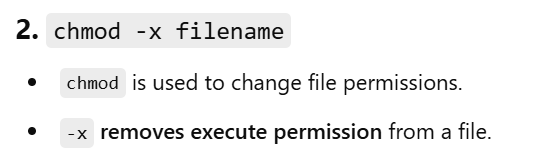 2. chmod -x filename
• chmod is used to change file permissions.
• -x removes execute permission from a file.